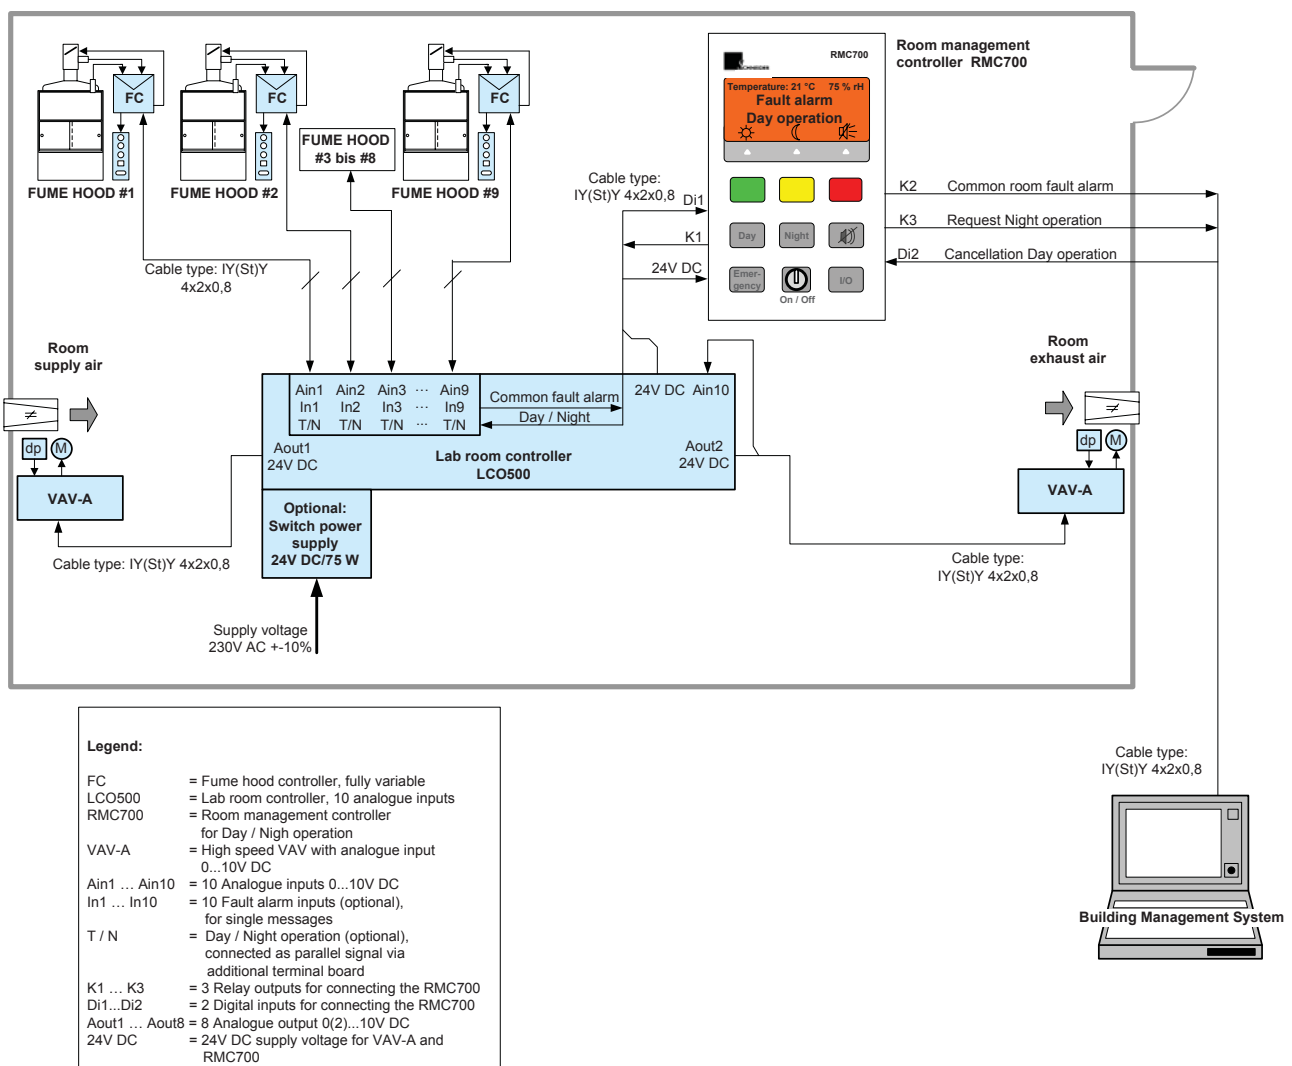 FC
FC
FC
FUME HOOD #1
FUME HOOD #2
FUME HOOD
#3 bis #8
FUME HOOD #9
Cable type: IY(St)Y
4x2x0,8
Cable type:
IY(St)Y 4x2x0,8
Di1
K1
24V DC
RMC700
Temperature: 21 °C 75 % rH
Fault alarm
Day operation
Day
Night
Emer-
gency
I/O
On / Off
Room management
controller RMC700
K2 Common room fault alarm
K3 Request Night operation
Di2 Cancellation Day operation
Room
supply air
dp
M
VAV-A
Cable type: IY(St)Y 4x2x0,8
Ain1 Ain2 Ain3 ... Ain9
In1 In2 In3 ... In9
T/N T/N T/N ... T/N
Common fault alarm
Day / Night
24V DC Ain10
Aout1
24V DC
Lab room controller
LCO500
Aout2
24V DC
Optional:
Switch power
supply
24V DC/75 W
Supply voltage
230V AC +-10%
Room
exhaust air
dp
M
VAV-A
Cable type:
IY(St)Y 4x2x0,8
Legend:
FC = Fume hood controller, fully variable
LCO500 = Lab room controller, 10 analogue inputs
RMC700 = Room management controller
for Day / Nigh operation
VAV-A = High speed VAV with analogue input
0...10V DC
Ain1 ... Ain10 = 10 Analogue inputs 0...10V DC
In1 ... In10 = 10 Fault alarm inputs (optional),
for single messages
T / N = Day / Night operation (optional),
connected as parallel signal via
additional terminal board
K1 ... K3 = 3 Relay outputs for connecting the RMC700
Di1...Di2 = 2 Digital inputs for connecting the RMC700
Aout1 ... Aout8 = 8 Analogue output 0(2)...10V DC
24V DC = 24V DC supply voltage for VAV-A and
RMC700
Cable type:
IY(St)Y 4x2x0,8
Building Management System